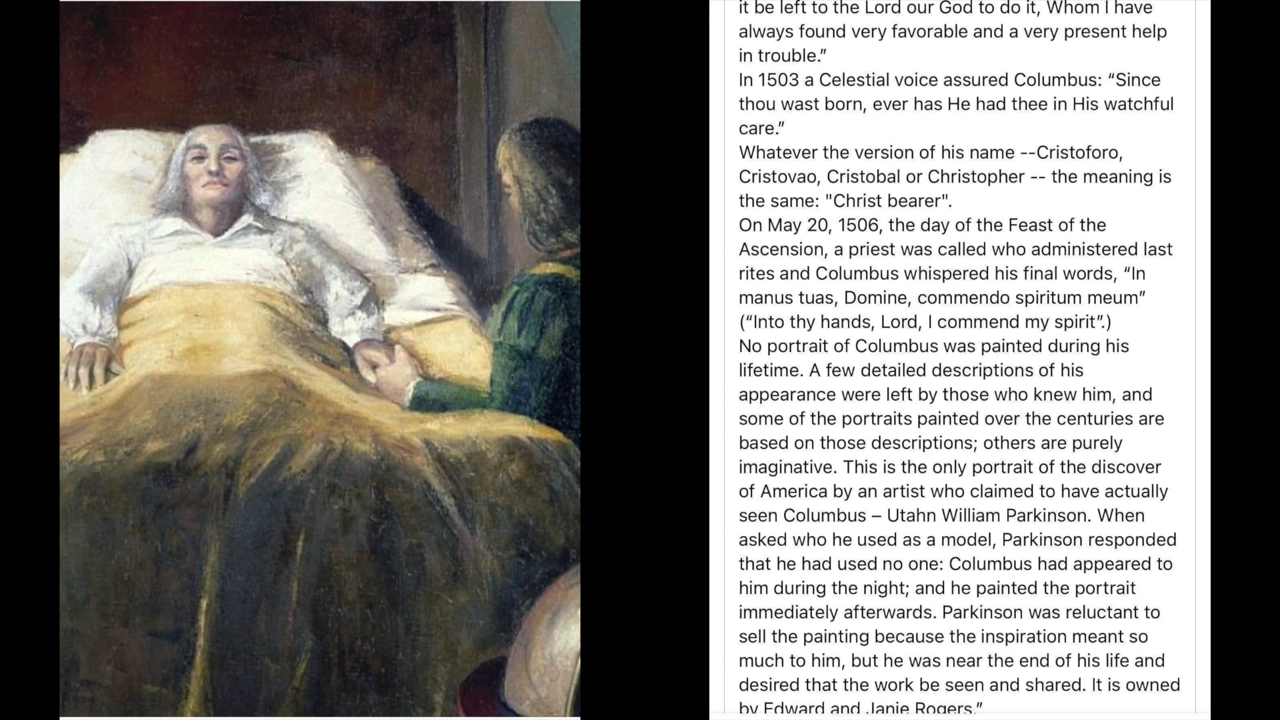 it be left to the Lord our God to do it, Whom I have
always found very favorable and a very present help
in trouble.”
In 1503 a Celestial voice assured Columbus: “Since
thou wast born, ever has He had thee in His watchful
care.”
Whatever the version of his name --Cristoforo,
Cristovao, Cristobal or Christopher -- the meaning is
the same: "Christ bearer".
On May 20, 1506, the day of the Feast of the
Ascension, a priest was called who administered last
rites and Columbus whispered his final words, “In
manus tuas, Domine, commendo spiritum meum”
(“Into thy hands, Lord, I commend my spirit”.)
No portrait of Columbus was painted during his
lifetime. A few detailed descriptions of his
appearance were left by those who knew him, and
some of the portraits painted over the centuries are
based on those descriptions; others are purely
imaginative. This is the only portrait of the discover
of America by an artist who claimed to have actually
seen Columbus – Utahn William Parkinson. When
asked who he used as a model, Parkinson responded
that he had used no one: Columbus had appeared to
him during the night; and he painted the portrait
immediately afterwards. Parkinson was reluctant to
sell the painting because the inspiration meant so
much to him, but he was near the end of his life and
desired that the work be seen and shared. It is owned
by Edward and Janie Rogers.”